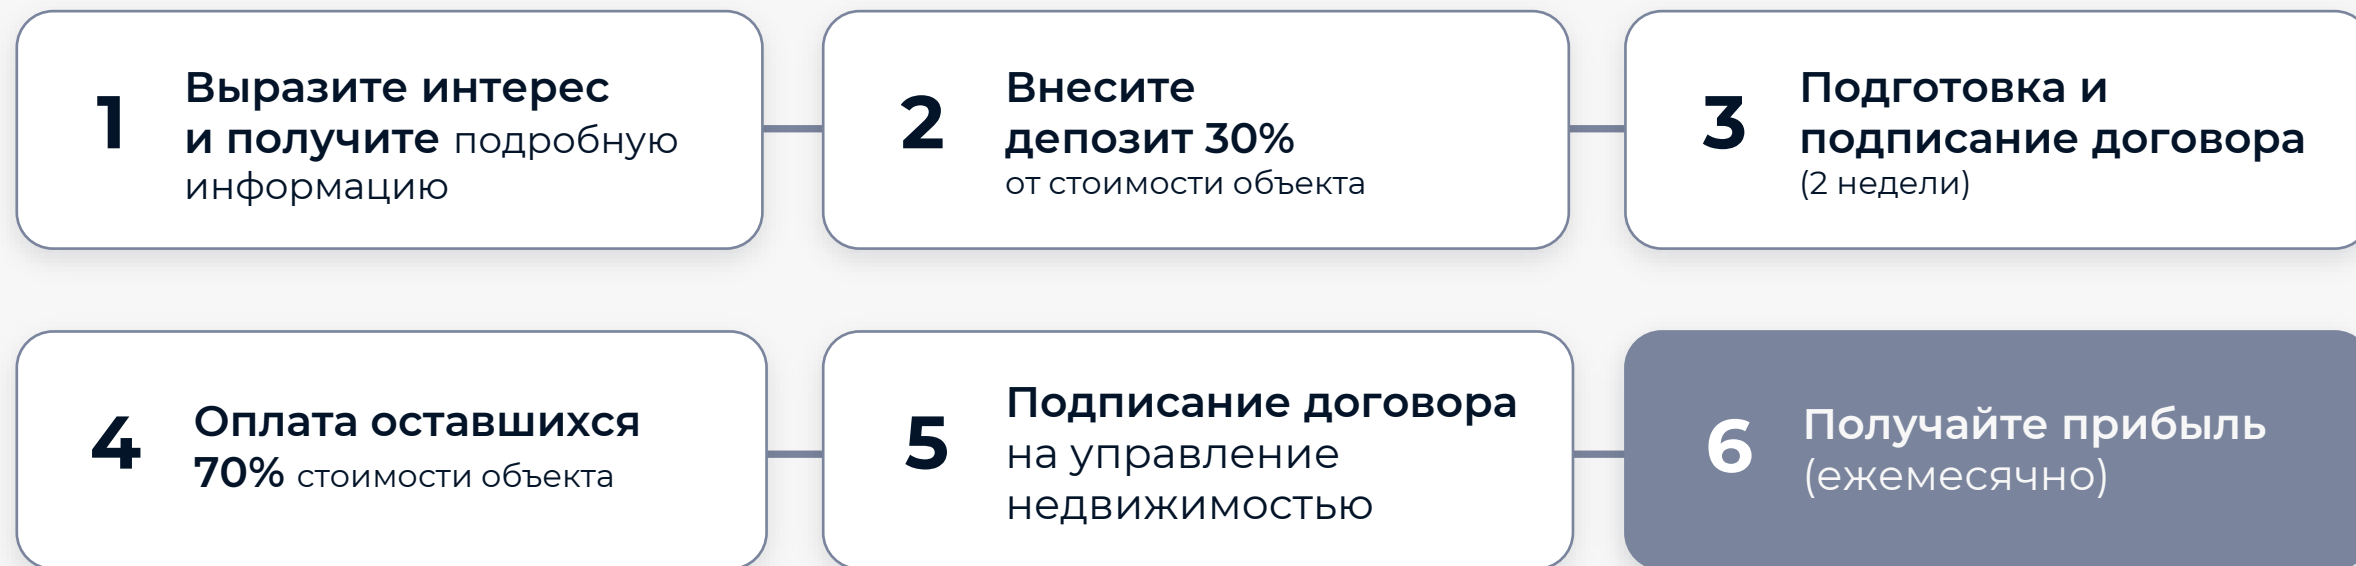 1
Выразите интерес
и получите подробную
информацию
2
Внесите
депозит 30%
от стоимости объекта
3
Подготовка и
подписание договора
(2 недели)
4
Оплата оставшихся
70% стоимости объекта
5
Подписание договора
на управление
недвижимостью
6
Получайте прибыль
(ежемесячно)